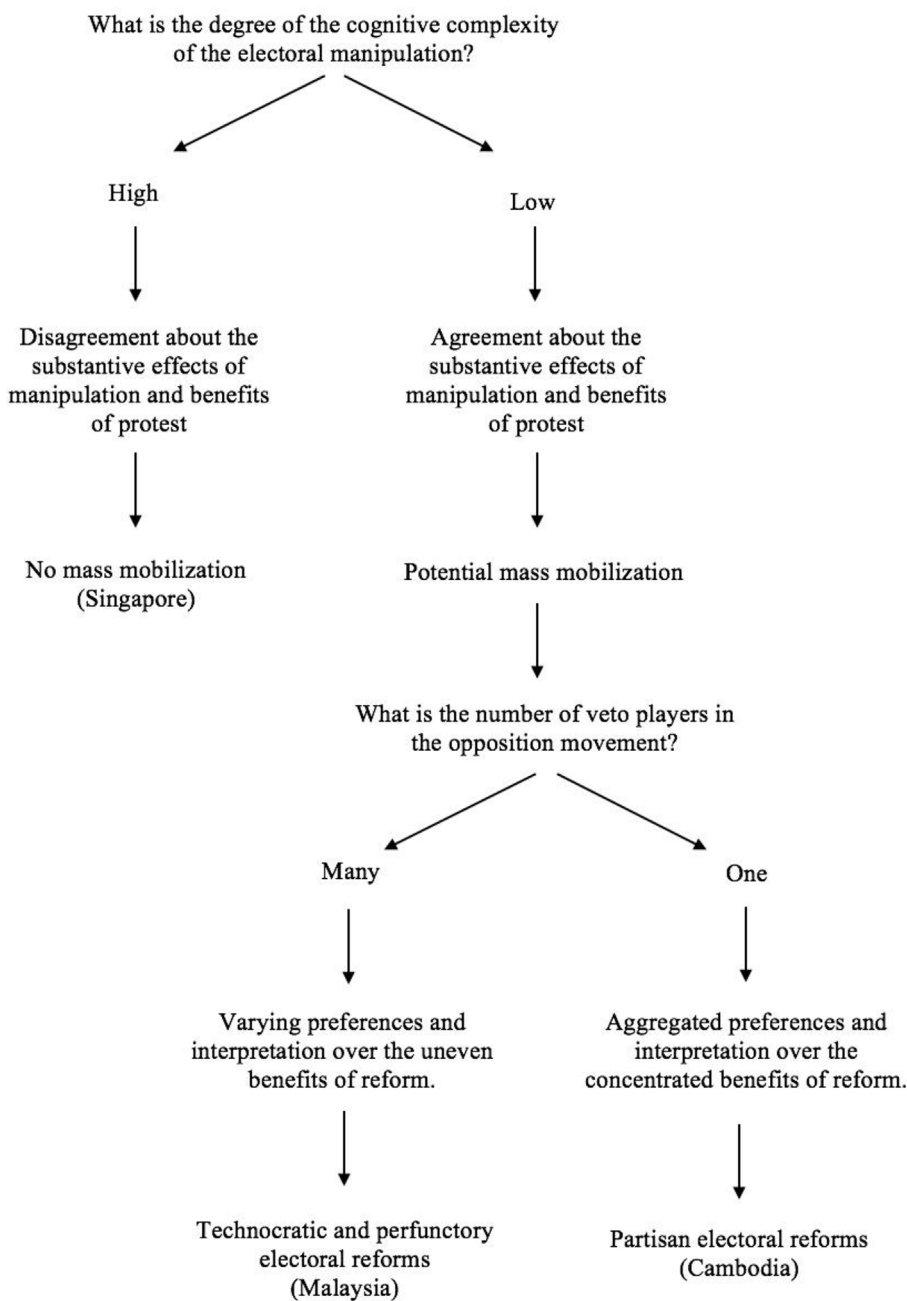 What is the degree of the cognitive complexity
of the electoral manipulation?
High
Low
Disagreement about the
substantive effects of
manipulation and benefits
of protest
Agreement about the
substantive effects of
manipulation and benefits
of protest
No mass mobilization
(Singapore)
Potential mass mobilization
What is the number of veto players in
the opposition movement?
Many
One
Varying preferences and
interpretation over the uneven
benefits of reform.
Aggregated preferences and
interpretation over the
concentrated benefits of reform.
Technocratic and perfunctory
electoral reforms
(Malaysia)
Partisan electoral reforms
(Cambodia)